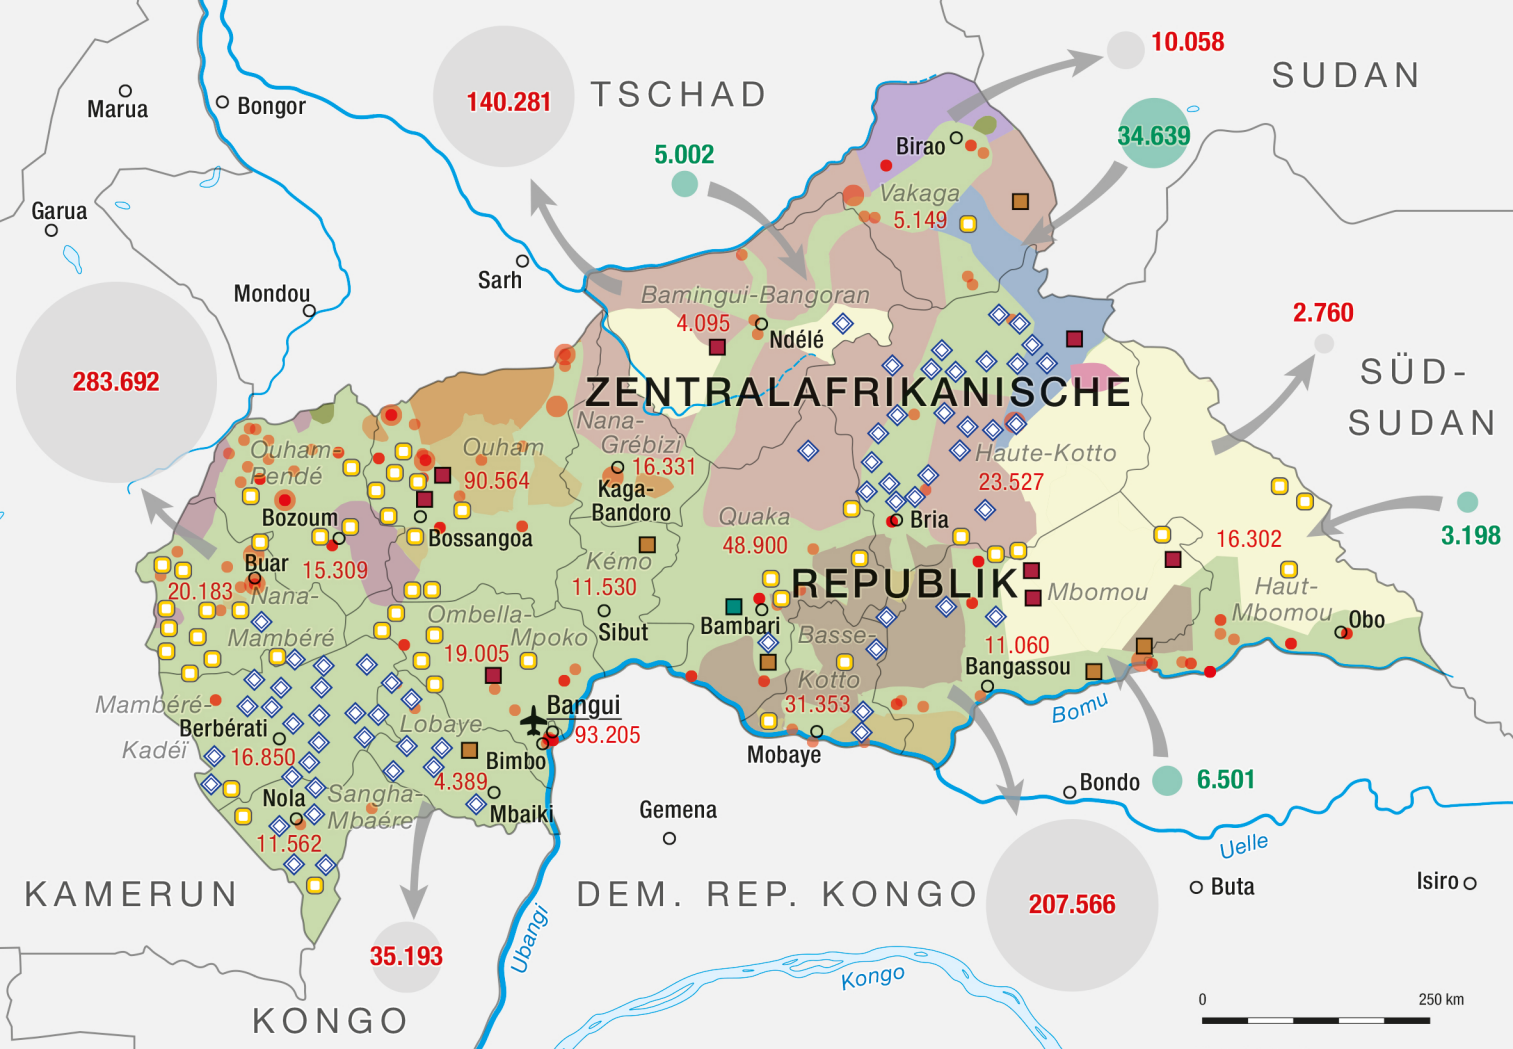 10.058
SUDAN
140.281
TSCHAD
Marua
Bongor
34.639
Birao
5.002
Vakaga
5.149
Garua
Sarh
Mondou
Bamingui-Bangoran
4.095
Ndélé
2.760
283.692
SÜD-
SUDAN
ZENTRALAFRIKANISCHE
Nana-
Grébizi
16.331
Kaga-
Bandoro
Ouham-
Pendé
Ouham
90.564
Haute-Kotto
23.527
Bozoum
Bossangoa
Quaka
48.900
Bria
3.198
16.302
Buar
15.309
Kémo
11.530
REPUBLIK
Mbomou
Haut-
Mbomou
20.183
Nana-
Mambéré
Ombella-
Mpoko
19.005
Sibut
Bambari
Basse-
Kotto
31.353
11.060
Bangassou
Obo
Mambéré-
Kadéï
Berbérati
16.850
Lobaye
4.389
Bangui
93.205
Bimbo
Mobaye
Bomu
Bondo
6.501
Nola
11.562
Sangha-
Mbaéré
Mbaiki
Gemena
Uelle
KAMERUN
DEM. REP. KONGO
207.566
Buta
Isiro
35.193
Ubangi
Kongo
KONGO
0
250 km